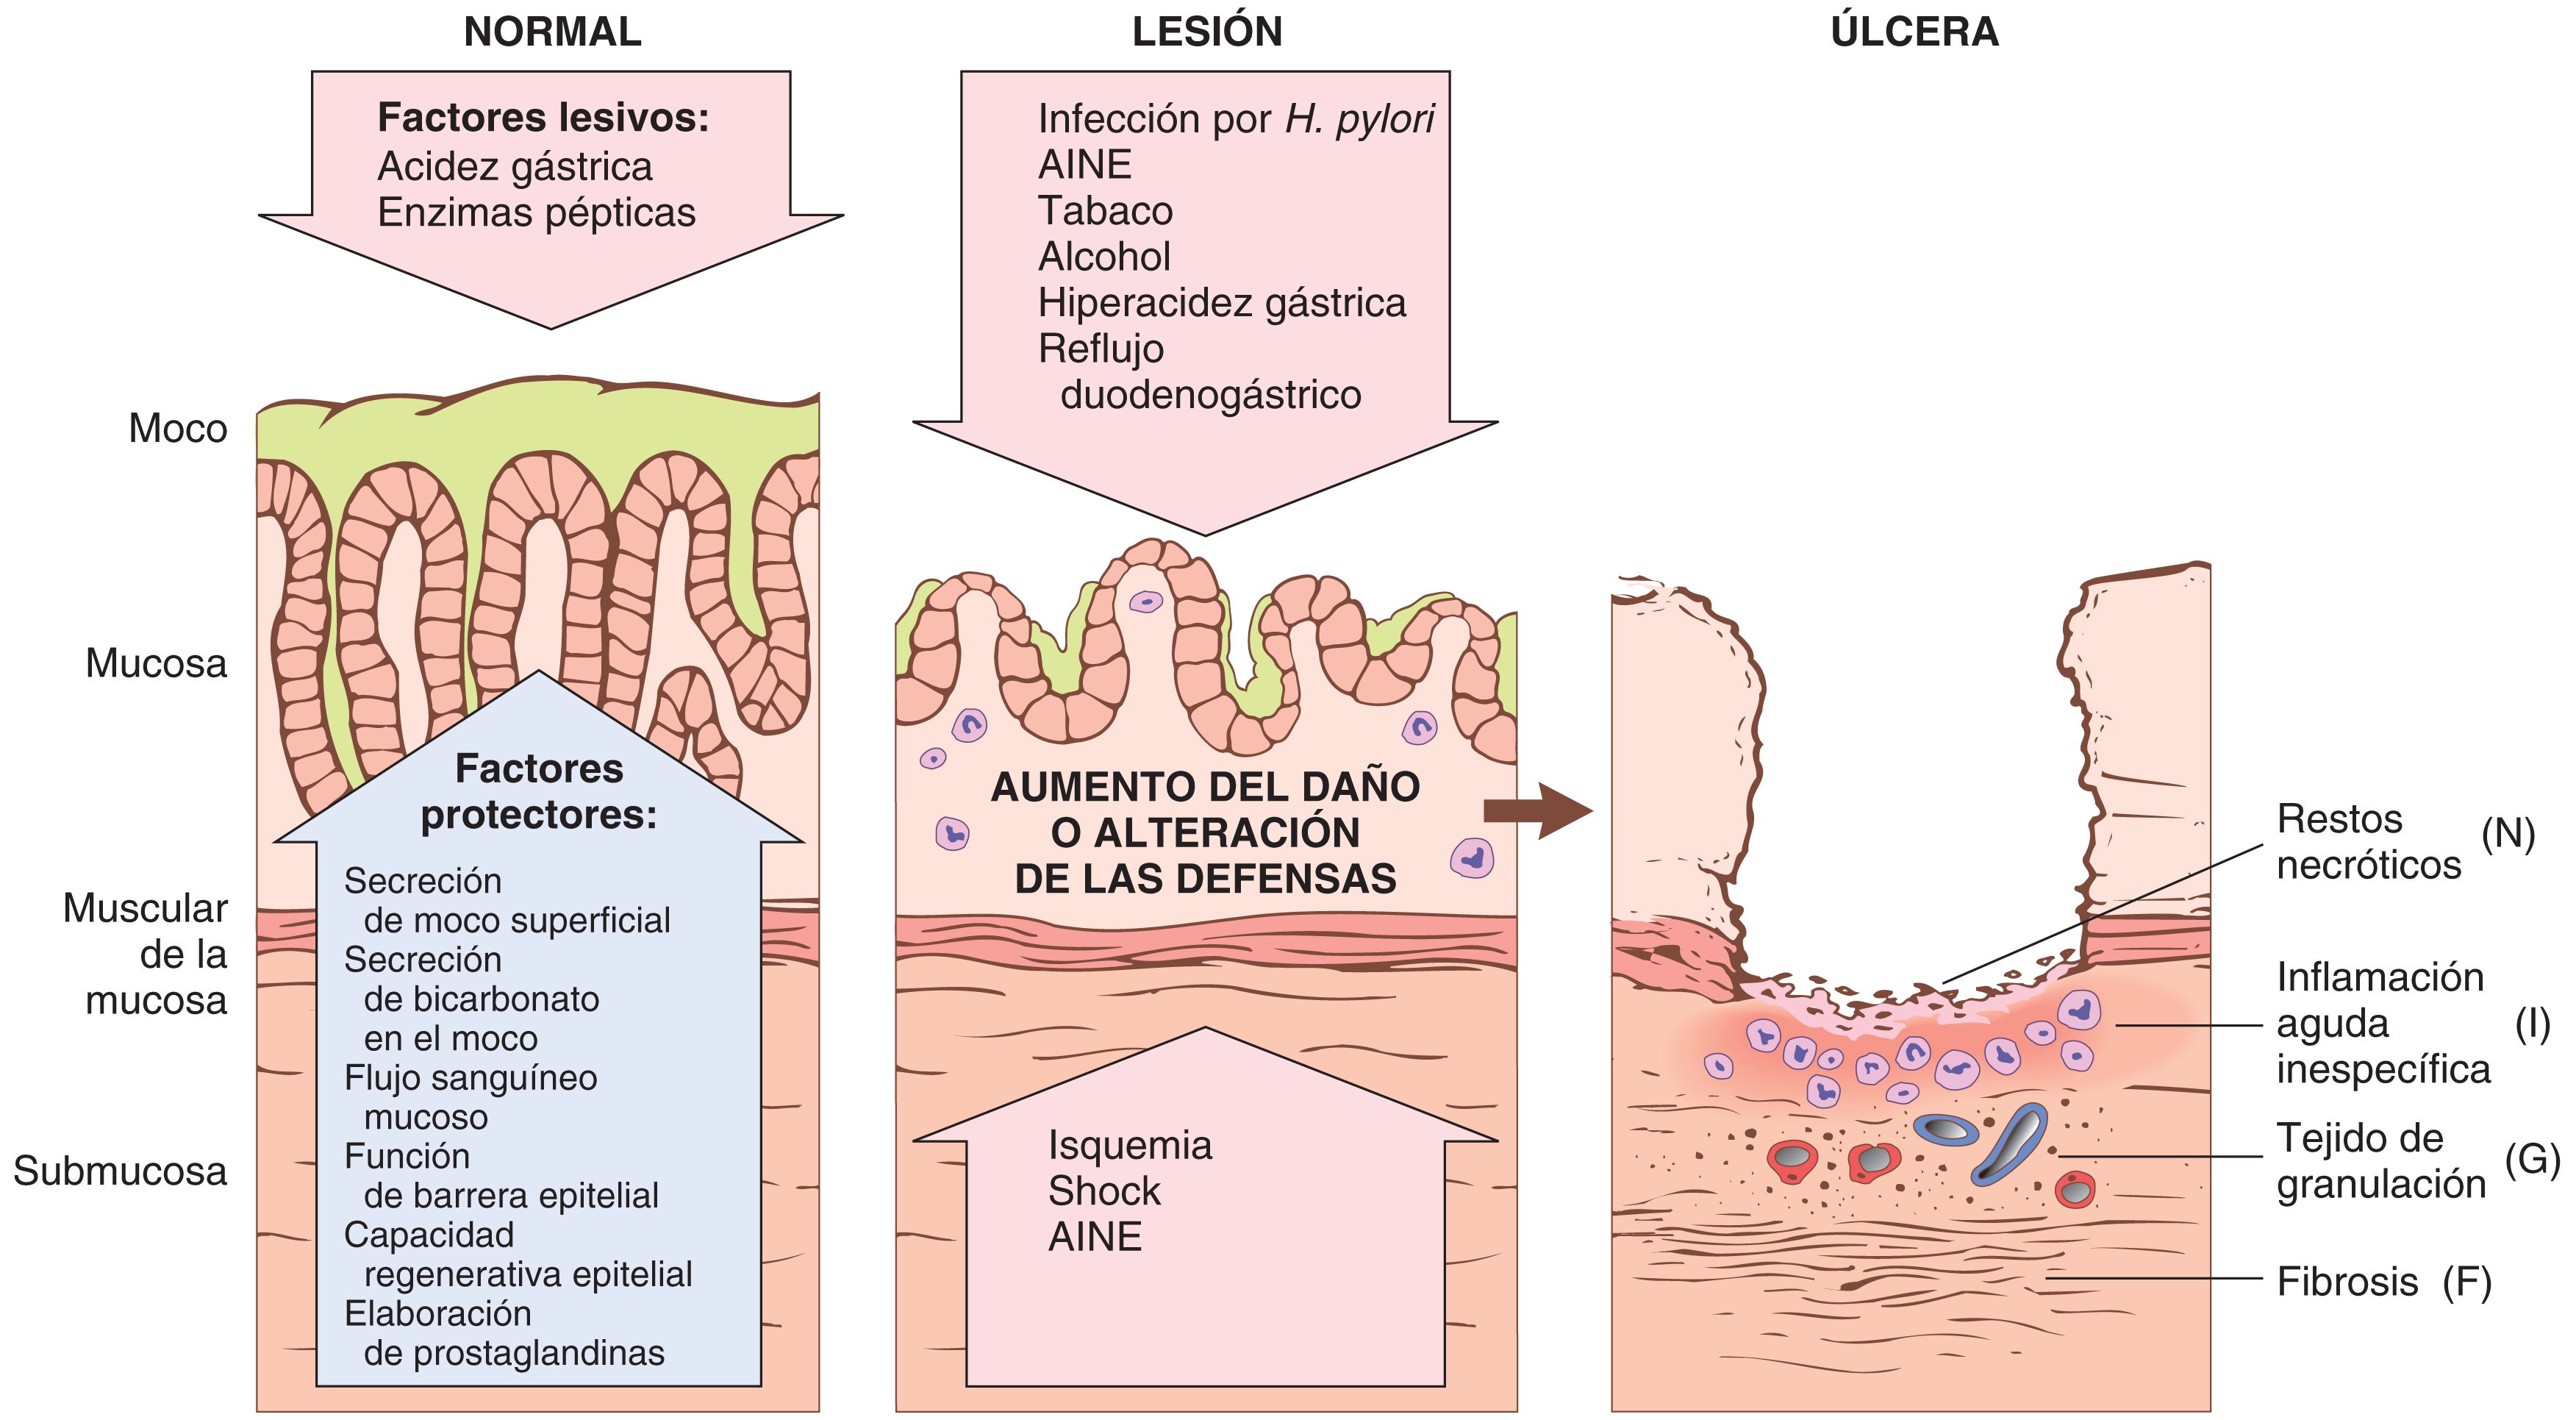 NORMAL
Factores lesivos:
Acidez gástrica
Enzimas pépticas
Moco
Mucosa
Muscular
de la
mucosa
Submucosa
Factores
protectores:
Secreción
de moco superficial
Secreción
de bicarbonato
en el moco
Flujo sanguíneo
mucoso
Función
de barrera epitelial
Capacidad
regenerativa epitelial
Elaboración
de prostaglandinas
LESIÓN
Infección por H. pylori
AINE
Tabaco
Alcohol
Hiperacidez gástrica
Reflujo
duodenogástrico
AUMENTO DEL DAÑO
O ALTERACIÓN
DE LAS DEFENSAS
Isquemia
Shock
AINE
ÚLCERA
Restos
necróticos (N)
Inflamación
aguda (I)
inespecífica
Tejido de
granulación (G)
Fibrosis (F)